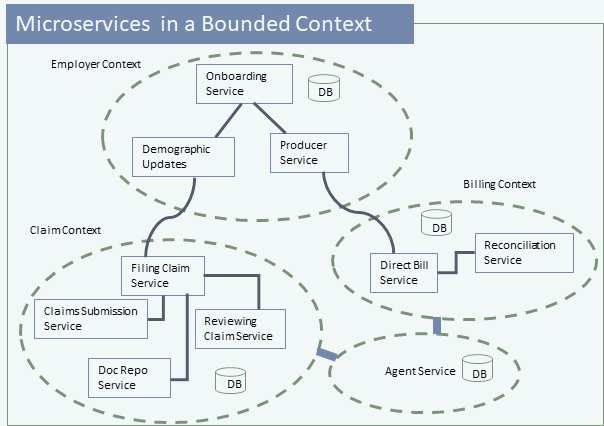 Microservices in a Bounded Context
Employer Context
Onboarding
Service
DB
Demographic
Updates
Producer
Service
Billing Context
DB
Claim Context
Reconciliation
Service
Direct Bill
Service
Filing Claim
Service
Claims Submission
Service
Reviewing
Claim Service
Doc Repo
Service
DB
Agent Service
DB